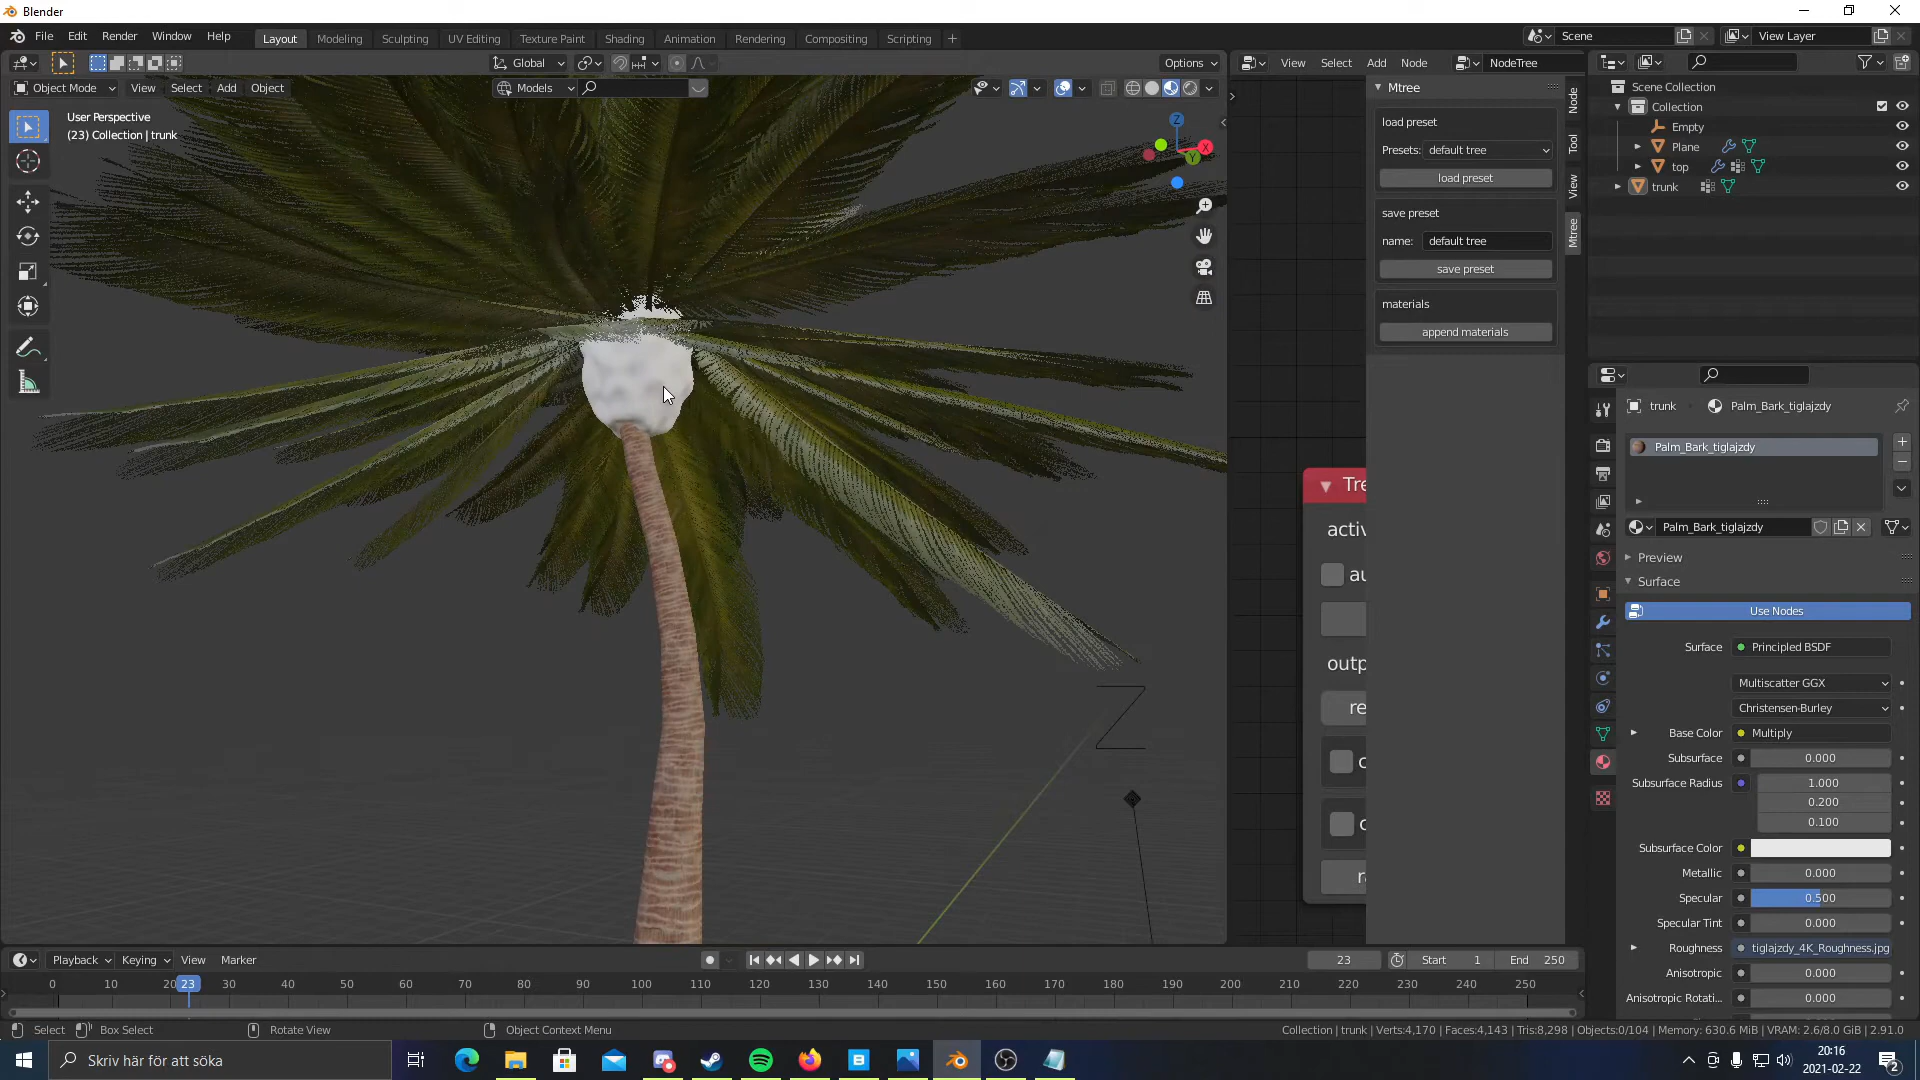 Blender
File Edit Render Window Help
Layout Modeling Sculpting UV Editing Texture Paint Shading Animation Rendering Compositing Scripting
Scene View Layer
Global Options
View Select Add Node NodeTree
Object Mode View Select Add Object
Models
User Perspective
(23) Collection | trunk
Z X Y
Mtree
load preset
Presets: default tree
load preset
save preset
name: default tree
save preset
materials
append materials
Node
Tool
View
Mtree
Tre
activ
au
outp
re
c
c
ra
Scene Collection
Collection
Empty
Plane
top
trunk
trunk Palm_Bark_tiglajzdy
Palm_Bark_tiglajzdy
Palm_Bark_tiglajzdy
Preview
Surface
Use Nodes
Surface Principled BSDF
Multiscatter GGX
Christensen-Burley
Base Color Multiply
Subsurface 0.000
Subsurface Radius 1.000
0.200
0.100
Subsurface Color
Metallic 0.000
Specular 0.500
Specular Tint 0.000
Roughness tiglajzdy_4K_Roughness.jpg
Anisotropic 0.000
Anisotropic Rotati... 0.000
Playback Keying View Marker
23 Start 1 End 250
0 10 20 23 30 40 50 60 70 80 90 100 110 120 130 140 150 160 170 180 190 200 210 220 230 240 250
Select Box Select Rotate View Object Context Menu
Collection | trunk | Verts:4,170 | Faces:4,143 | Tris:8,298 | Objects:0/104 | Memory: 630.6 MiB | VRAM: 2.6/8.0 GiB | 2.91.0
Skriv här för att söka
20:16
2021-02-22
2